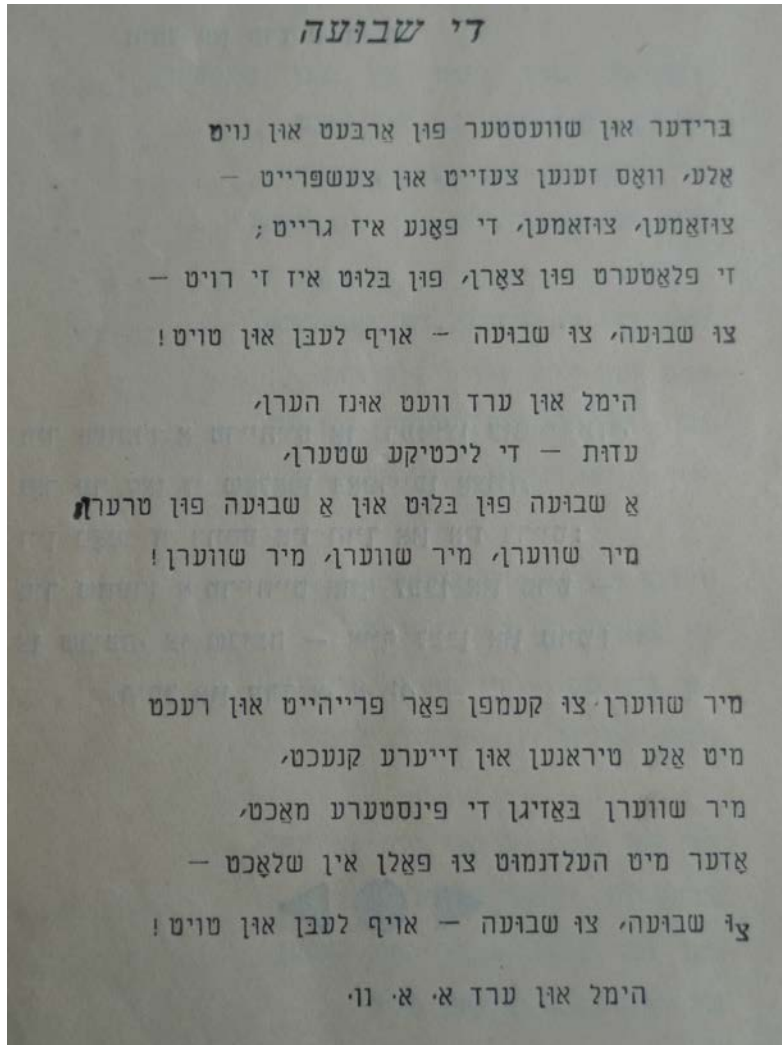 די שבועה
ברידער און שוועסטער פון אַרבעט און נויט
אַלע, וואָס זענען צעזייט און צעשפּרייט –
צוזאַמען, צוזאמען, די פאָנע איז גרייט;
זי פלאַטערט פון צאָרן, פון בלוט איז זי רויט –
צו שבועה, צו שבועה – אויף לעבן און טויט!
הימל און ערד וועט אונז הערן,
עדות – די ליכטיקע שטערן,
אַ שבועה פון בלוט און אַ שבועה פון טרערן
מיר שווערן, מיר שווערן, מיר שווערן!
מיר שווערן צו קעמפן פאַר פרייהייט און רעכט
מיט אַלע טיראנען און זייערע קנעכט,
מיר שווערן באַזיגן די פינסטערע מאַכט,
אָדער מיט העלדנמוט צו פאַלן אין שלאַכט –
צו שבועה, צו שבועה – אויף לעבן און טויט!
הימל און ערד א. א. וו.